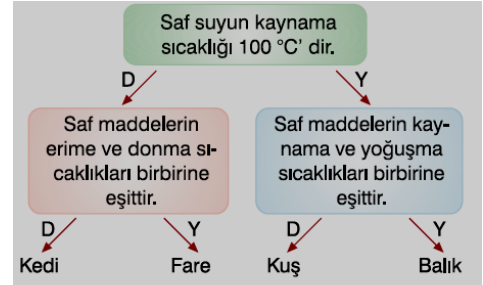 Saf suyun kaynama
sıcaklığı 100 °C' dir.
D
Y
Saf maddelerin
erime ve donma sı-
caklıkları birbirine
eşittir.
Saf maddelerin kay-
nama ve yoğuşma
sıcaklıkları birbirine
eşittir.
D
Y
D
Y
Kedi
Fare
Kuş
Balık